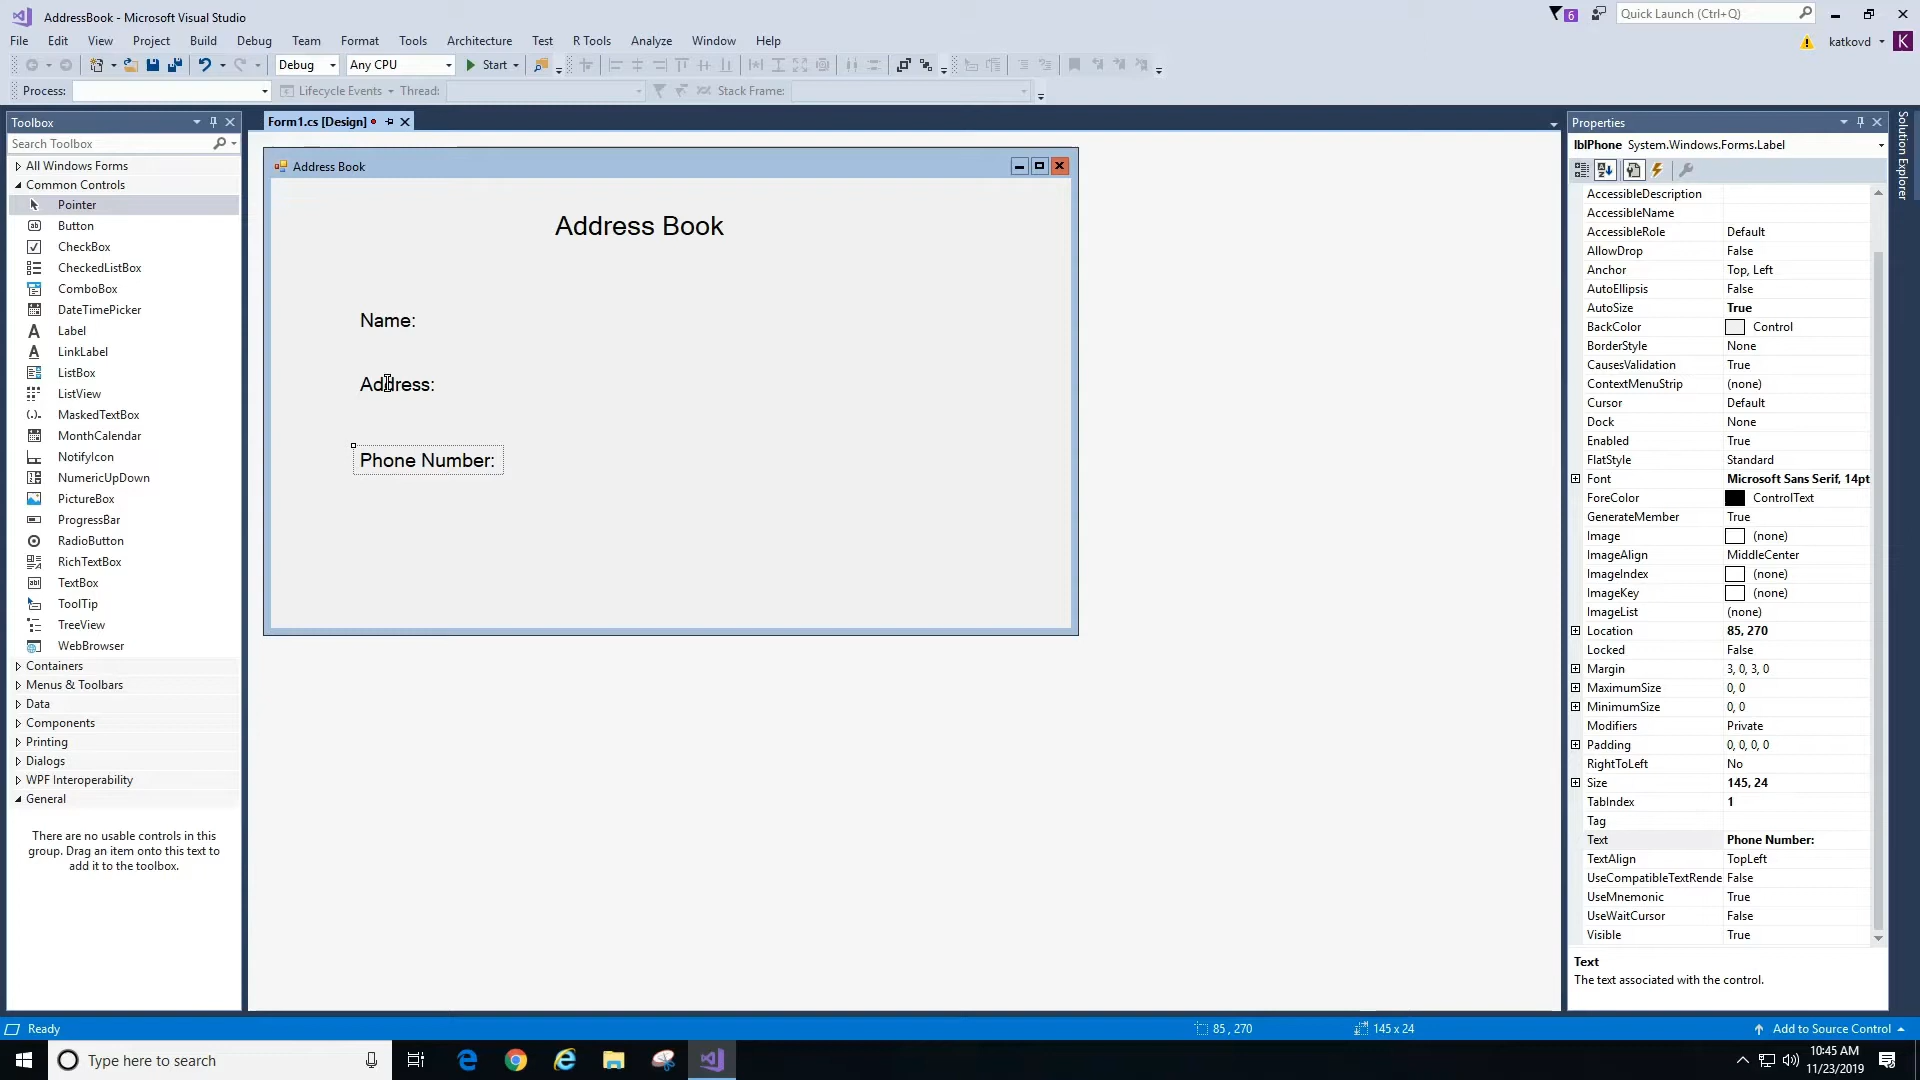 AddressBook - Microsoft Visual Studio
6
Quick Launch (Ctrl+Q)
File Edit View Project Build Debug Team Format Tools Architecture Test R Tools Analyze Window Help
katkovd K
Debug Any CPU Start
Process: Lifecycle Events Thread: Stack Frame:
Toolbox
Search Toolbox
All Windows Forms
Common Controls
Pointer
Button
CheckBox
CheckedListBox
ComboBox
DateTimePicker
Label
LinkLabel
ListBox
ListView
MaskedTextBox
MonthCalendar
NotifyIcon
NumericUpDown
PictureBox
ProgressBar
RadioButton
RichTextBox
TextBox
ToolTip
TreeView
WebBrowser
Containers
Menus & Toolbars
Data
Components
Printing
Dialogs
WPF Interoperability
General
There are no usable controls in this
group. Drag an item onto this text to
add it to the toolbox.
Form1.cs [Design]
Address Book
Address Book
Name:
Address:
Phone Number:
Properties
lblPhone System.Windows.Forms.Label
AccessibleDescription
AccessibleName
AccessibleRole Default
AllowDrop False
Anchor Top, Left
AutoEllipsis False
AutoSize True
BackColor Control
BorderStyle None
CausesValidation True
ContextMenuStrip (none)
Cursor Default
Dock None
Enabled True
FlatStyle Standard
Font Microsoft Sans Serif, 14pt
ForeColor ControlText
GenerateMember True
Image (none)
ImageAlign MiddleCenter
ImageIndex (none)
ImageKey (none)
ImageList (none)
Location 85, 270
Locked False
Margin 3, 0, 3, 0
MaximumSize 0, 0
MinimumSize 0, 0
Modifiers Private
Padding 0, 0, 0, 0
RightToLeft No
Size 145, 24
TabIndex 1
Tag
Text Phone Number:
TextAlign TopLeft
UseCompatibleTextRende False
UseMnemonic True
UseWaitCursor False
Visible True
Text
The text associated with the control.
Solution Explorer
Ready 85 , 270 145 x 24 Add to Source Control
Type here to search
10:45 AM
11/23/2019